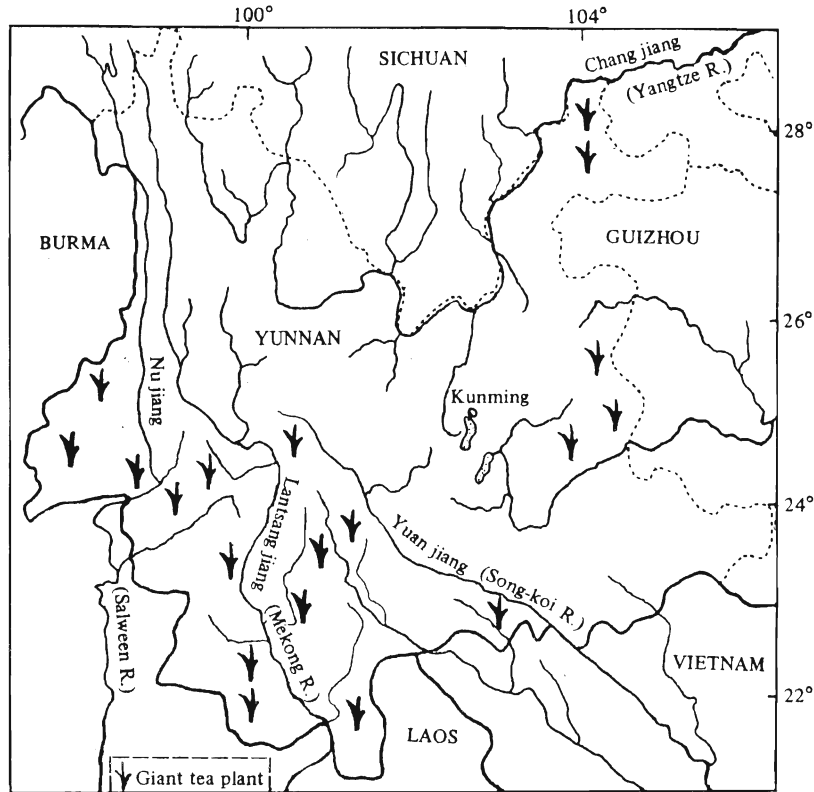 100°
104°
SICHUAN
Chang jiang
(Yangtze R.)
28°
BURMA
GUIZHOU
26°
YUNNAN
Nu jiang
Kunming
24°
Lantsang jiang
(Mekong R.)
Yuan jiang (Song-koi R.)
(Salween R.)
VIETNAM
22°
LAOS
Giant tea plant